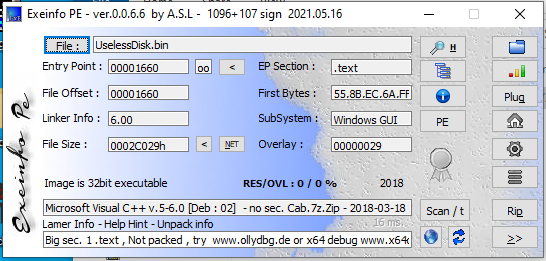 Exeinfo PE - ver.0.0.6.6 by A.S.L - 1096+107 sign 2021.05.16
File : UselessDisk.bin H
Entry Point : 00001660 oo < EP Section : .text
File Offset : 00001660 First Bytes : 55.8B.EC.6A.FF Plug
Linker Info : 6.00 SubSystem : Windows GUI PE
File Size : 0002C029h < NET Overlay : 00000029
Image is 32bit executable RES/OVL : 0 / 0 % 2018
Exeinfo Pe
Microsoft Visual C++ v.5-6.0 [Deb : 02] - no sec. Cab.7z.Zip - 2018-03-18 Scan / t Rip
Lamer Info - Help Hint - Unpack info 16 ms.
Big sec. 1 .text , Not packed , try www.ollydbg.de or x64 debug www.x64 >>